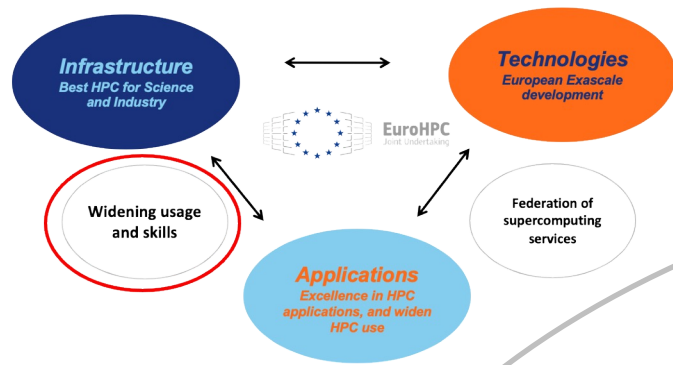 Infrastructure
Best HPC for Science
and Industry
Technologies
European Exascale
development
EuroHPC
Joint Undertaking
Widening usage
and skills
Federation of
supercomputing
services
Applications
Excellence in HPC
applications, and widen
HPC use